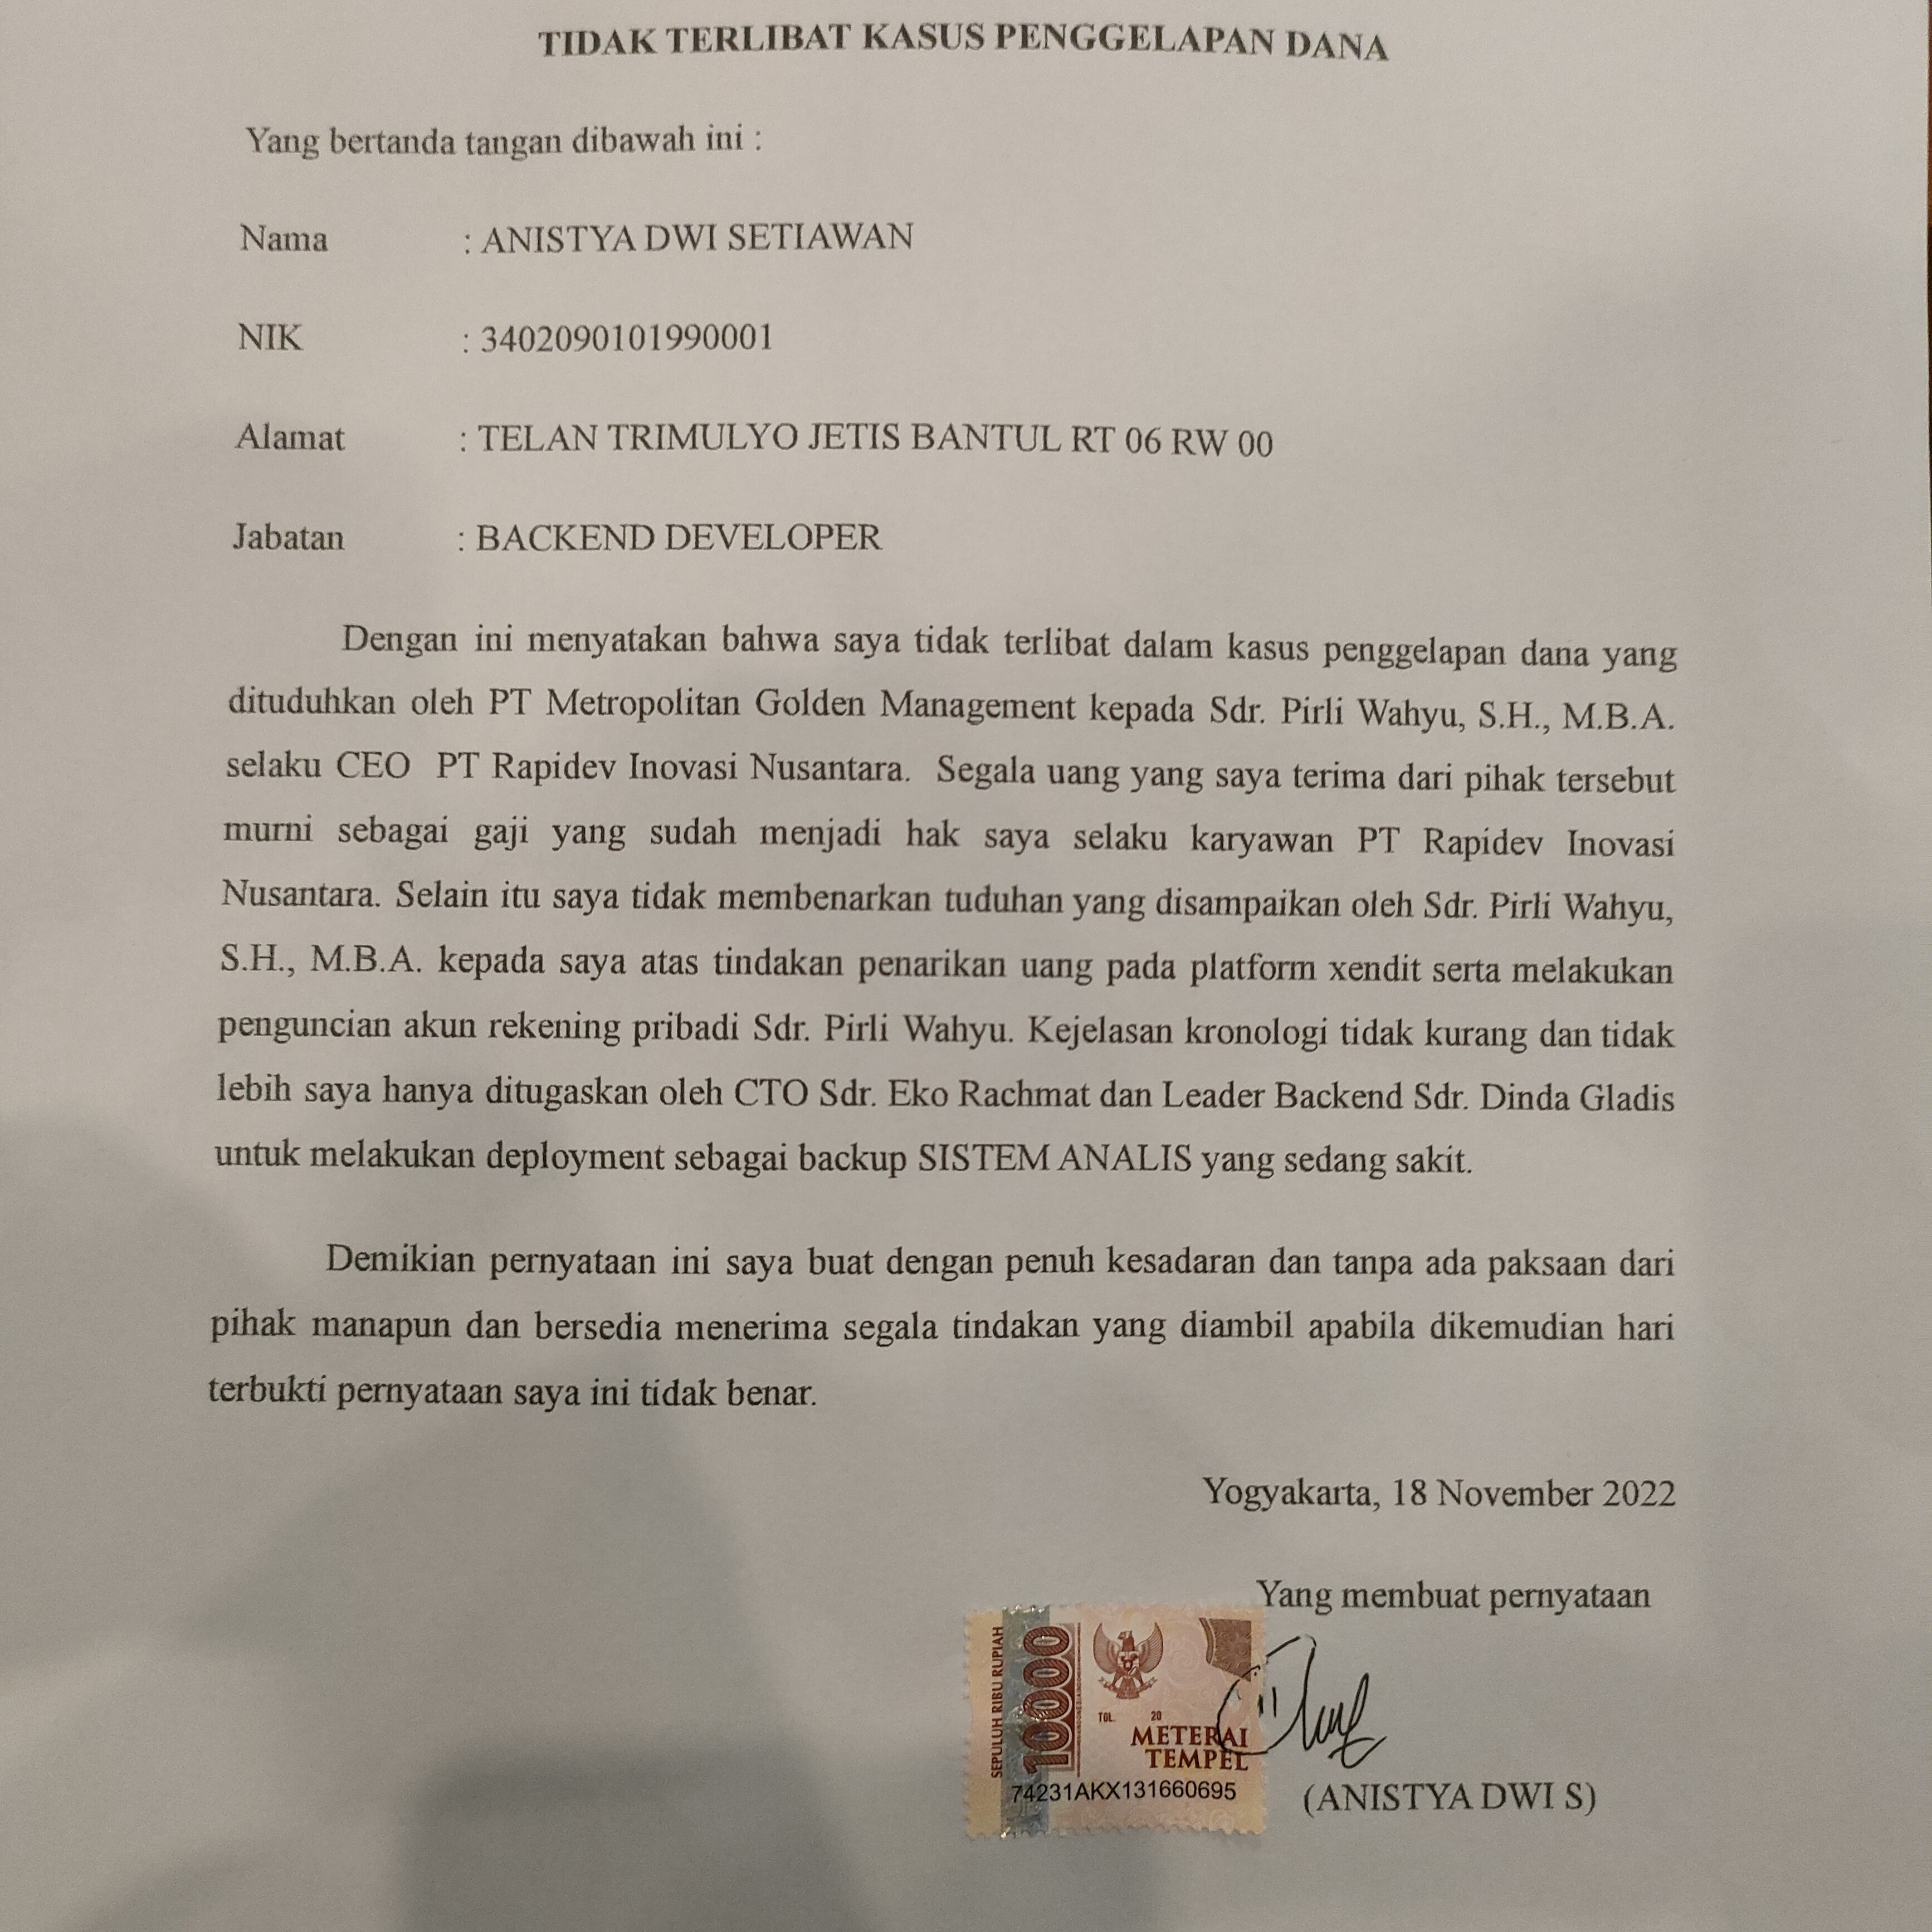 TIDAK TERLIBAT KASUS PENGGELAPAN DANA
Yang bertanda tangan dibawah ini :
Nama : ANISTYA DWI SETIAWAN
NIK : 3402090101990001
Alamat : TELAN TRIMULYO JETIS BANTUL RT 06 RW 00
Jabatan : BACKEND DEVELOPER
Dengan ini menyatakan bahwa saya tidak terlibat dalam kasus penggelapan dana yang
dituduhkan oleh PT Metropolitan Golden Management kepada Sdr. Pirli Wahyu, S.H., M.B.A.
selaku CEO PT Rapidev Inovasi Nusantara. Segala uang yang saya terima dari pihak tersebut
murni sebagai gaji yang sudah menjadi hak saya selaku karyawan PT Rapidev Inovasi
Nusantara. Selain itu saya tidak membenarkan tuduhan yang disampaikan oleh Sdr. Pirli Wahyu,
S.H., M.B.A. kepada saya atas tindakan penarikan uang pada platform xendit serta melakukan
penguncian akun rekening pribadi Sdr. Pirli Wahyu. Kejelasan kronologi tidak kurang dan tidak
lebih saya hanya ditugaskan oleh CTO Sdr. Eko Rachmat dan Leader Backend Sdr. Dinda Gladis
untuk melakukan deployment sebagai backup SISTEM ANALIS yang sedang sakit.
Demikian pernyataan ini saya buat dengan penuh kesadaran dan tanpa ada paksaan dari
pihak manapun dan bersedia menerima segala tindakan yang diambil apabila dikemudian hari
terbukti pernyataan saya ini tidak benar.
Yogyakarta, 18 November 2022
Yang membuat pernyataan
SEPULUH RIBU RUPIAH
10000
TGL. 20
METERAI
TEMPEL
74231AKX131660695
(ANISTYA DWI S)